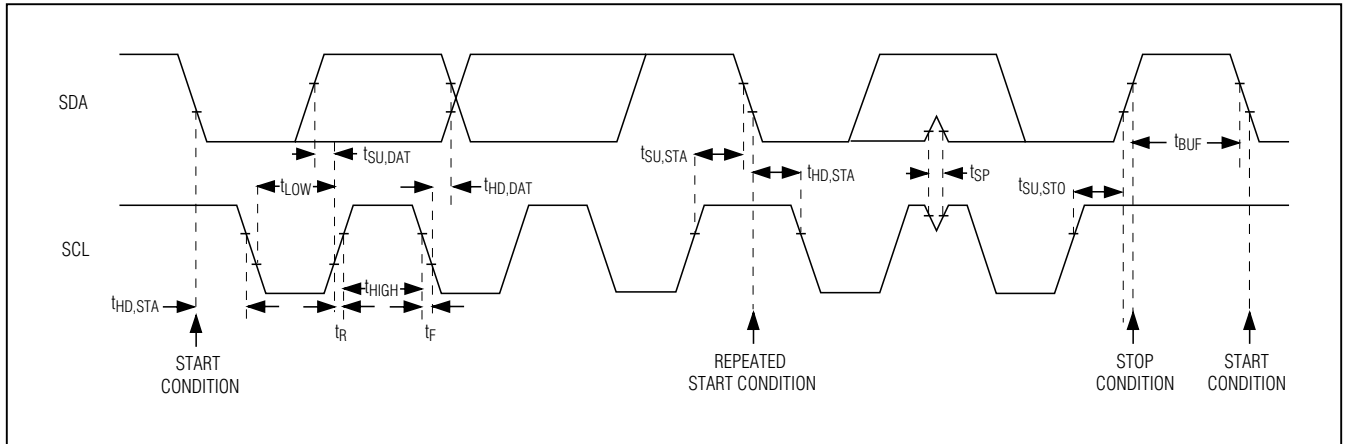 SDA
tSU,DAT
tLOW
tHD,DAT
tSU,STA
tHD,STA
tSP
tSU,STO
tBUF
SCL
tHD,STA
tHIGH
tR
tF
START
CONDITION
REPEATED
START CONDITION
STOP
CONDITION
START
CONDITION